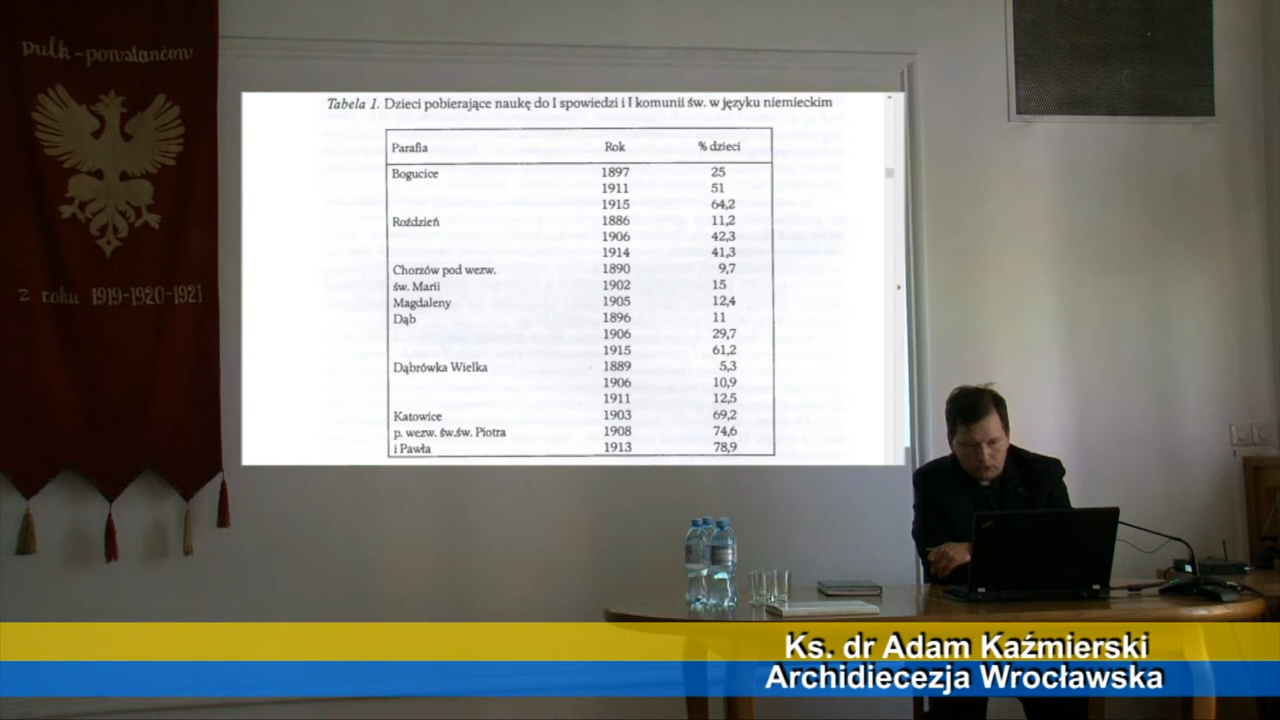 pułk-powstańców
z roku 1919-1920-1921
Tabela 1. Dzieci pobierające naukę do I spowiedzi i I komunii św. w języku niemieckim
Parafia Rok % dzieci
Bogucice 1897 25
1911 51
1915 64,2
Roździeń 1886 11,2
1906 42,3
1914 41,3
Chorzów pod wezw. 1890 9,7
św. Marii 1902 15
Magdaleny 1905 12,4
Dąb 1896 11
1906 29,7
1915 61,2
Dąbrówka Wielka 1889 5,3
1906 10,9
1911 12,5
Katowice 1903 69,2
p. wezw. św.św. Piotra 1908 74,6
i Pawła 1913 78,9
Ks. dr Adam Kaźmierski
Archidiecezja Wrocławska